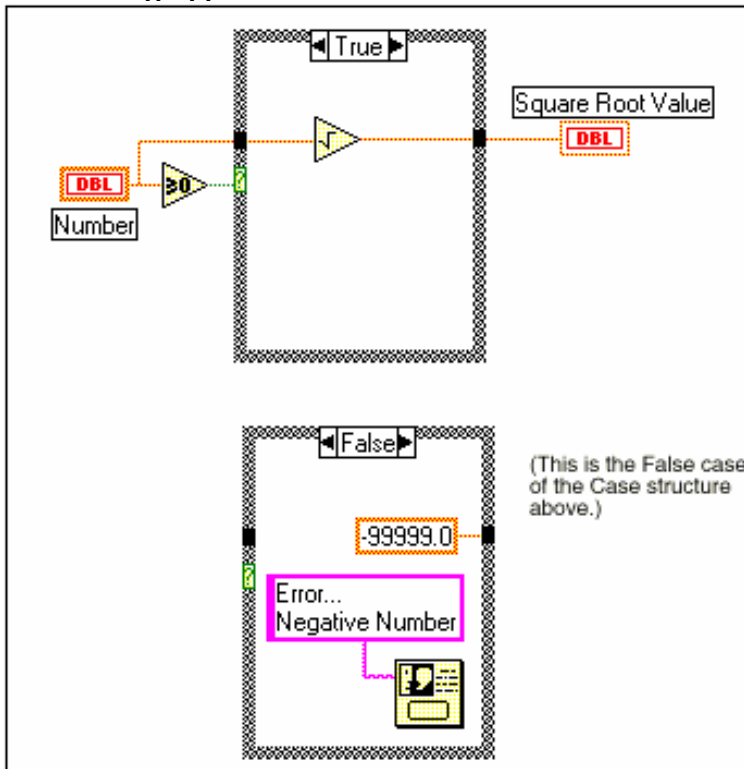 True
Square Root Value
DBL
DBL
≥0
?
Number
False
(This is the False case
of the Case structure
above.)
-99999.0
?
Error...
Negative Number